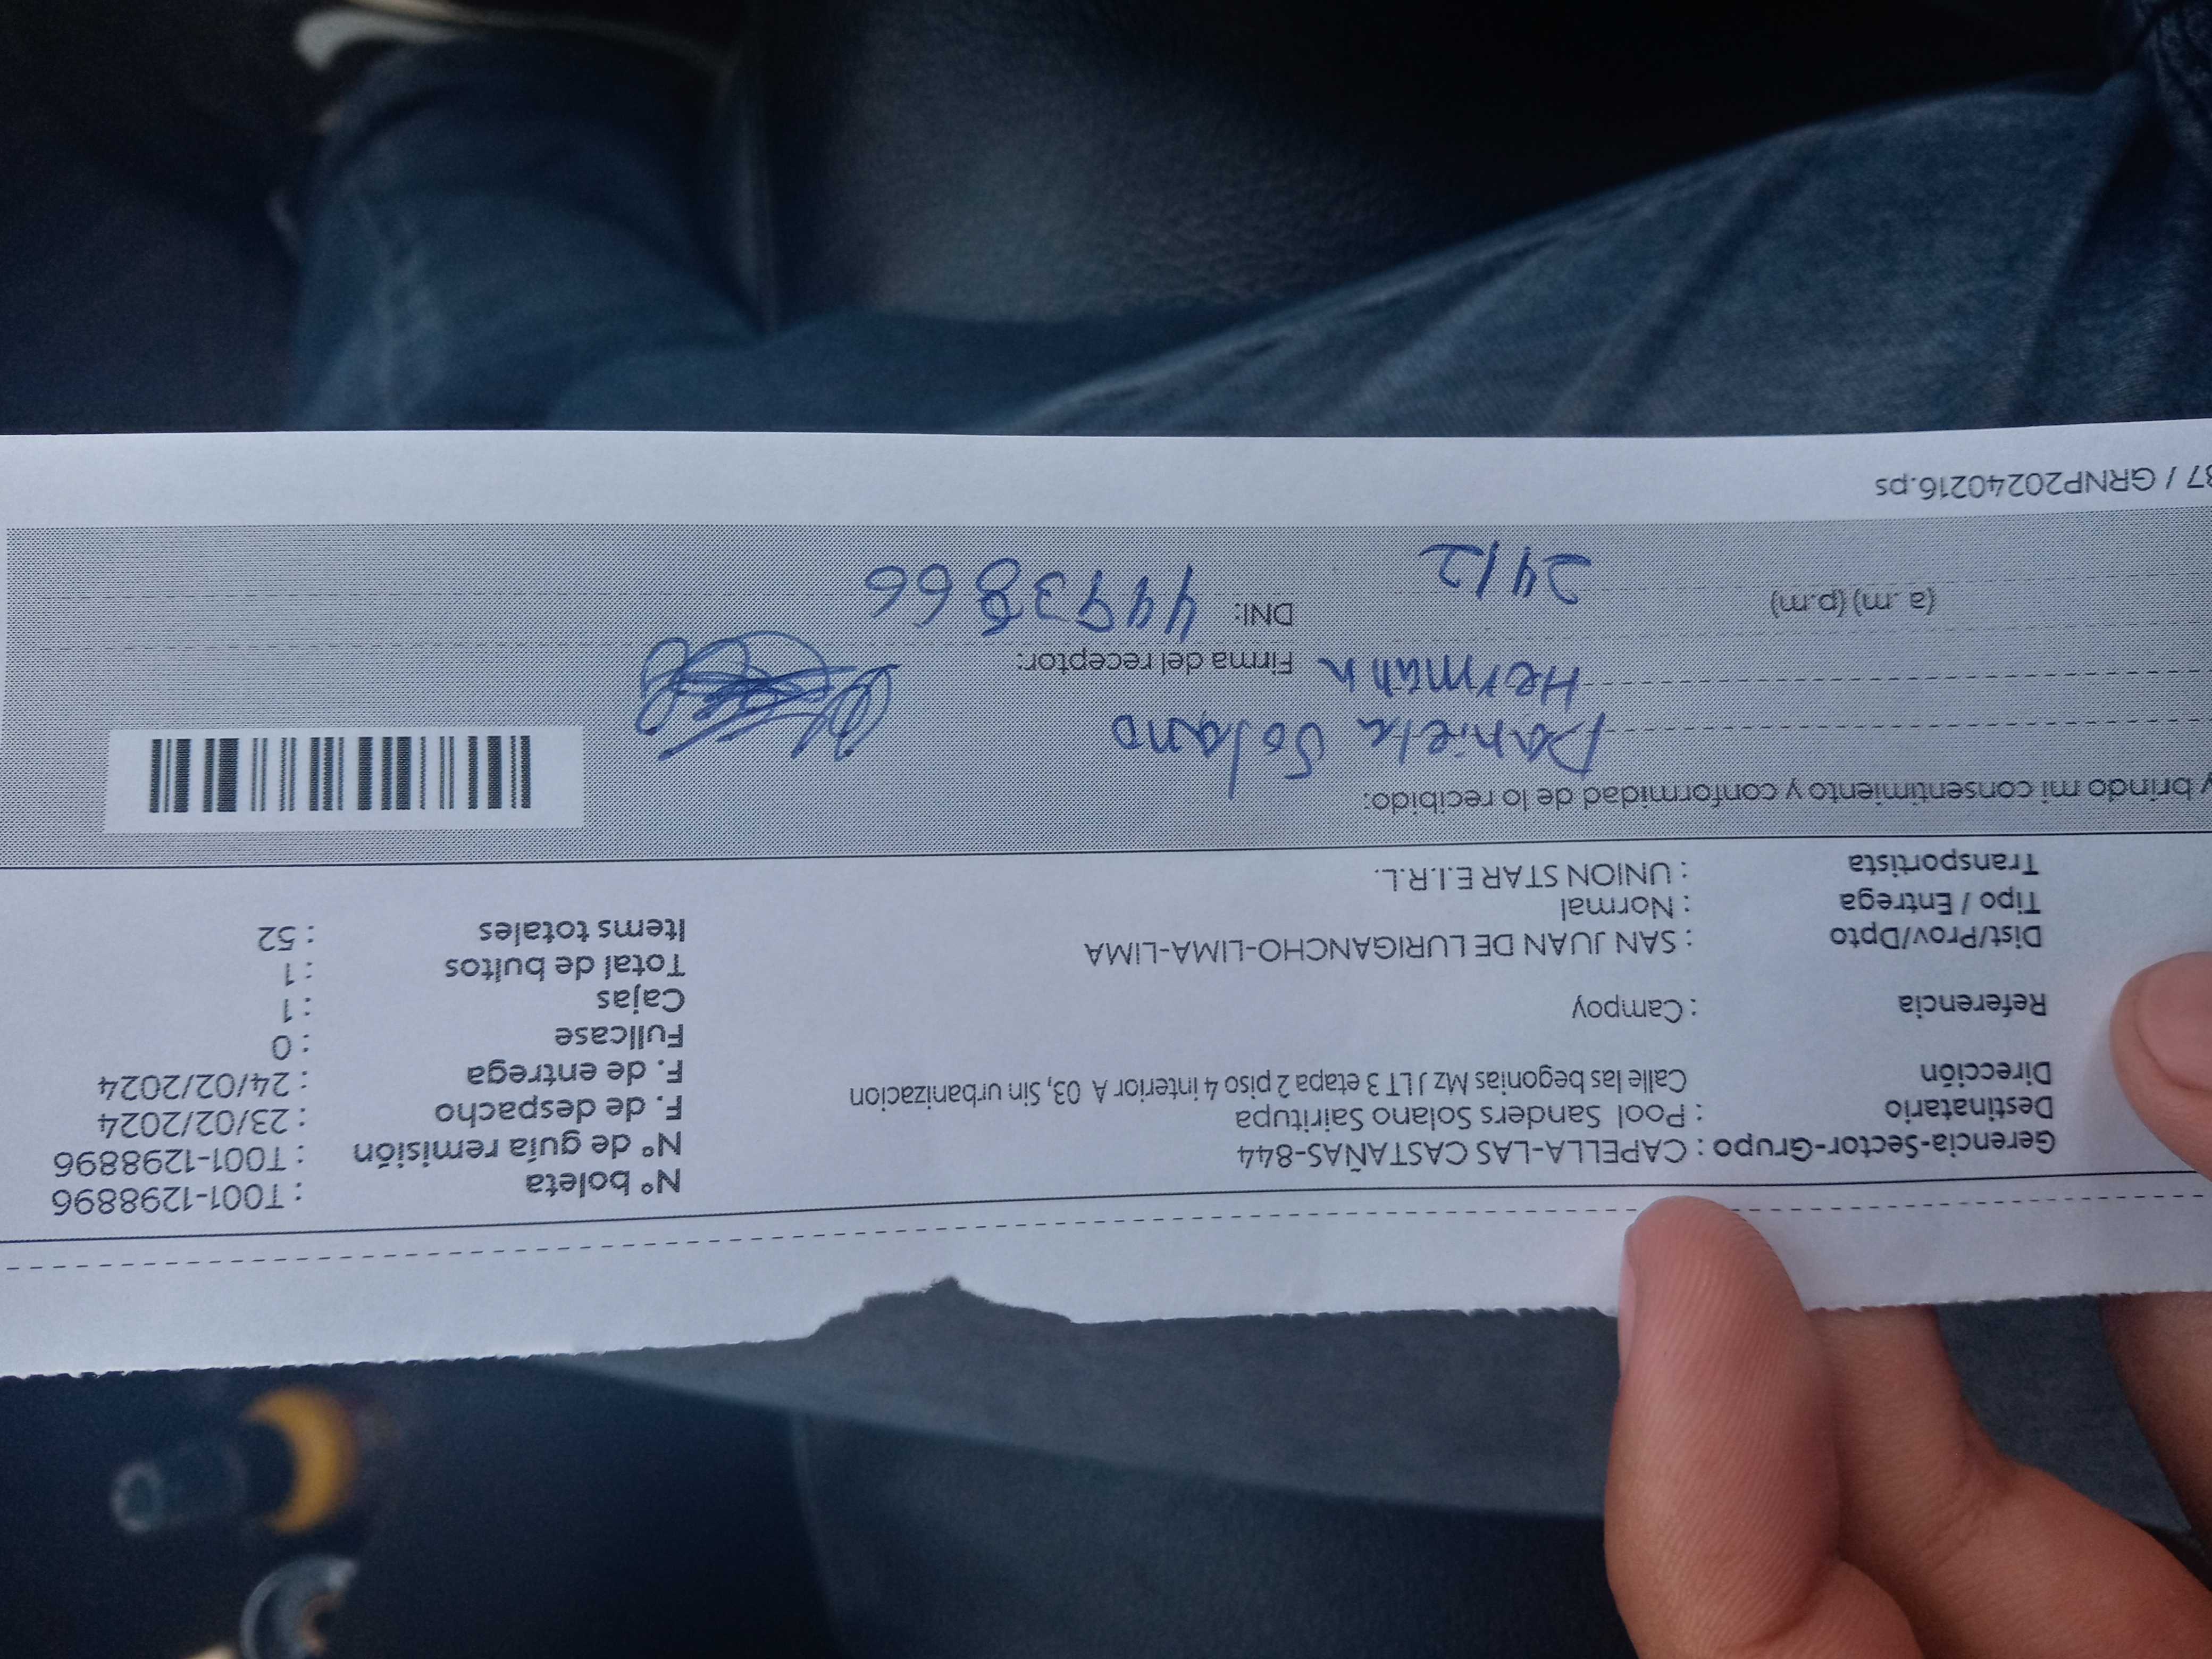 Gerencia-Sector-Grupo : CAPELLA-LAS CASTAÑAS-844
Destinatario : Pool Sanders Solano Sairitupa
Dirección Calle las begonias Mz J LT 3 etapa 2 piso 4 interior A 03, Sin urbanizacion
Referencia : Campoy
Dist/Prov/Dpto : SAN JUAN DE LURIGANCHO-LIMA-LIMA
Tipo / Entrega : Normal
Transportista : UNION STAR E.I.R.L.
N° boleta : T001-1298896
N° de guía remisión : T001-1298896
F. de despacho : 23/02/2024
F. de entrega : 24/02/2024
Fullcase : 0
Cajas : 1
Total de bultos : 1
Items totales : 52
y brindo mi consentimiento y conformidad de lo recibido:
Daniela Solano
Hermana
Firma del receptor:
(a.m) (p.m) 24/2
DNI: 4493866
37 / GRNP20240216.ps